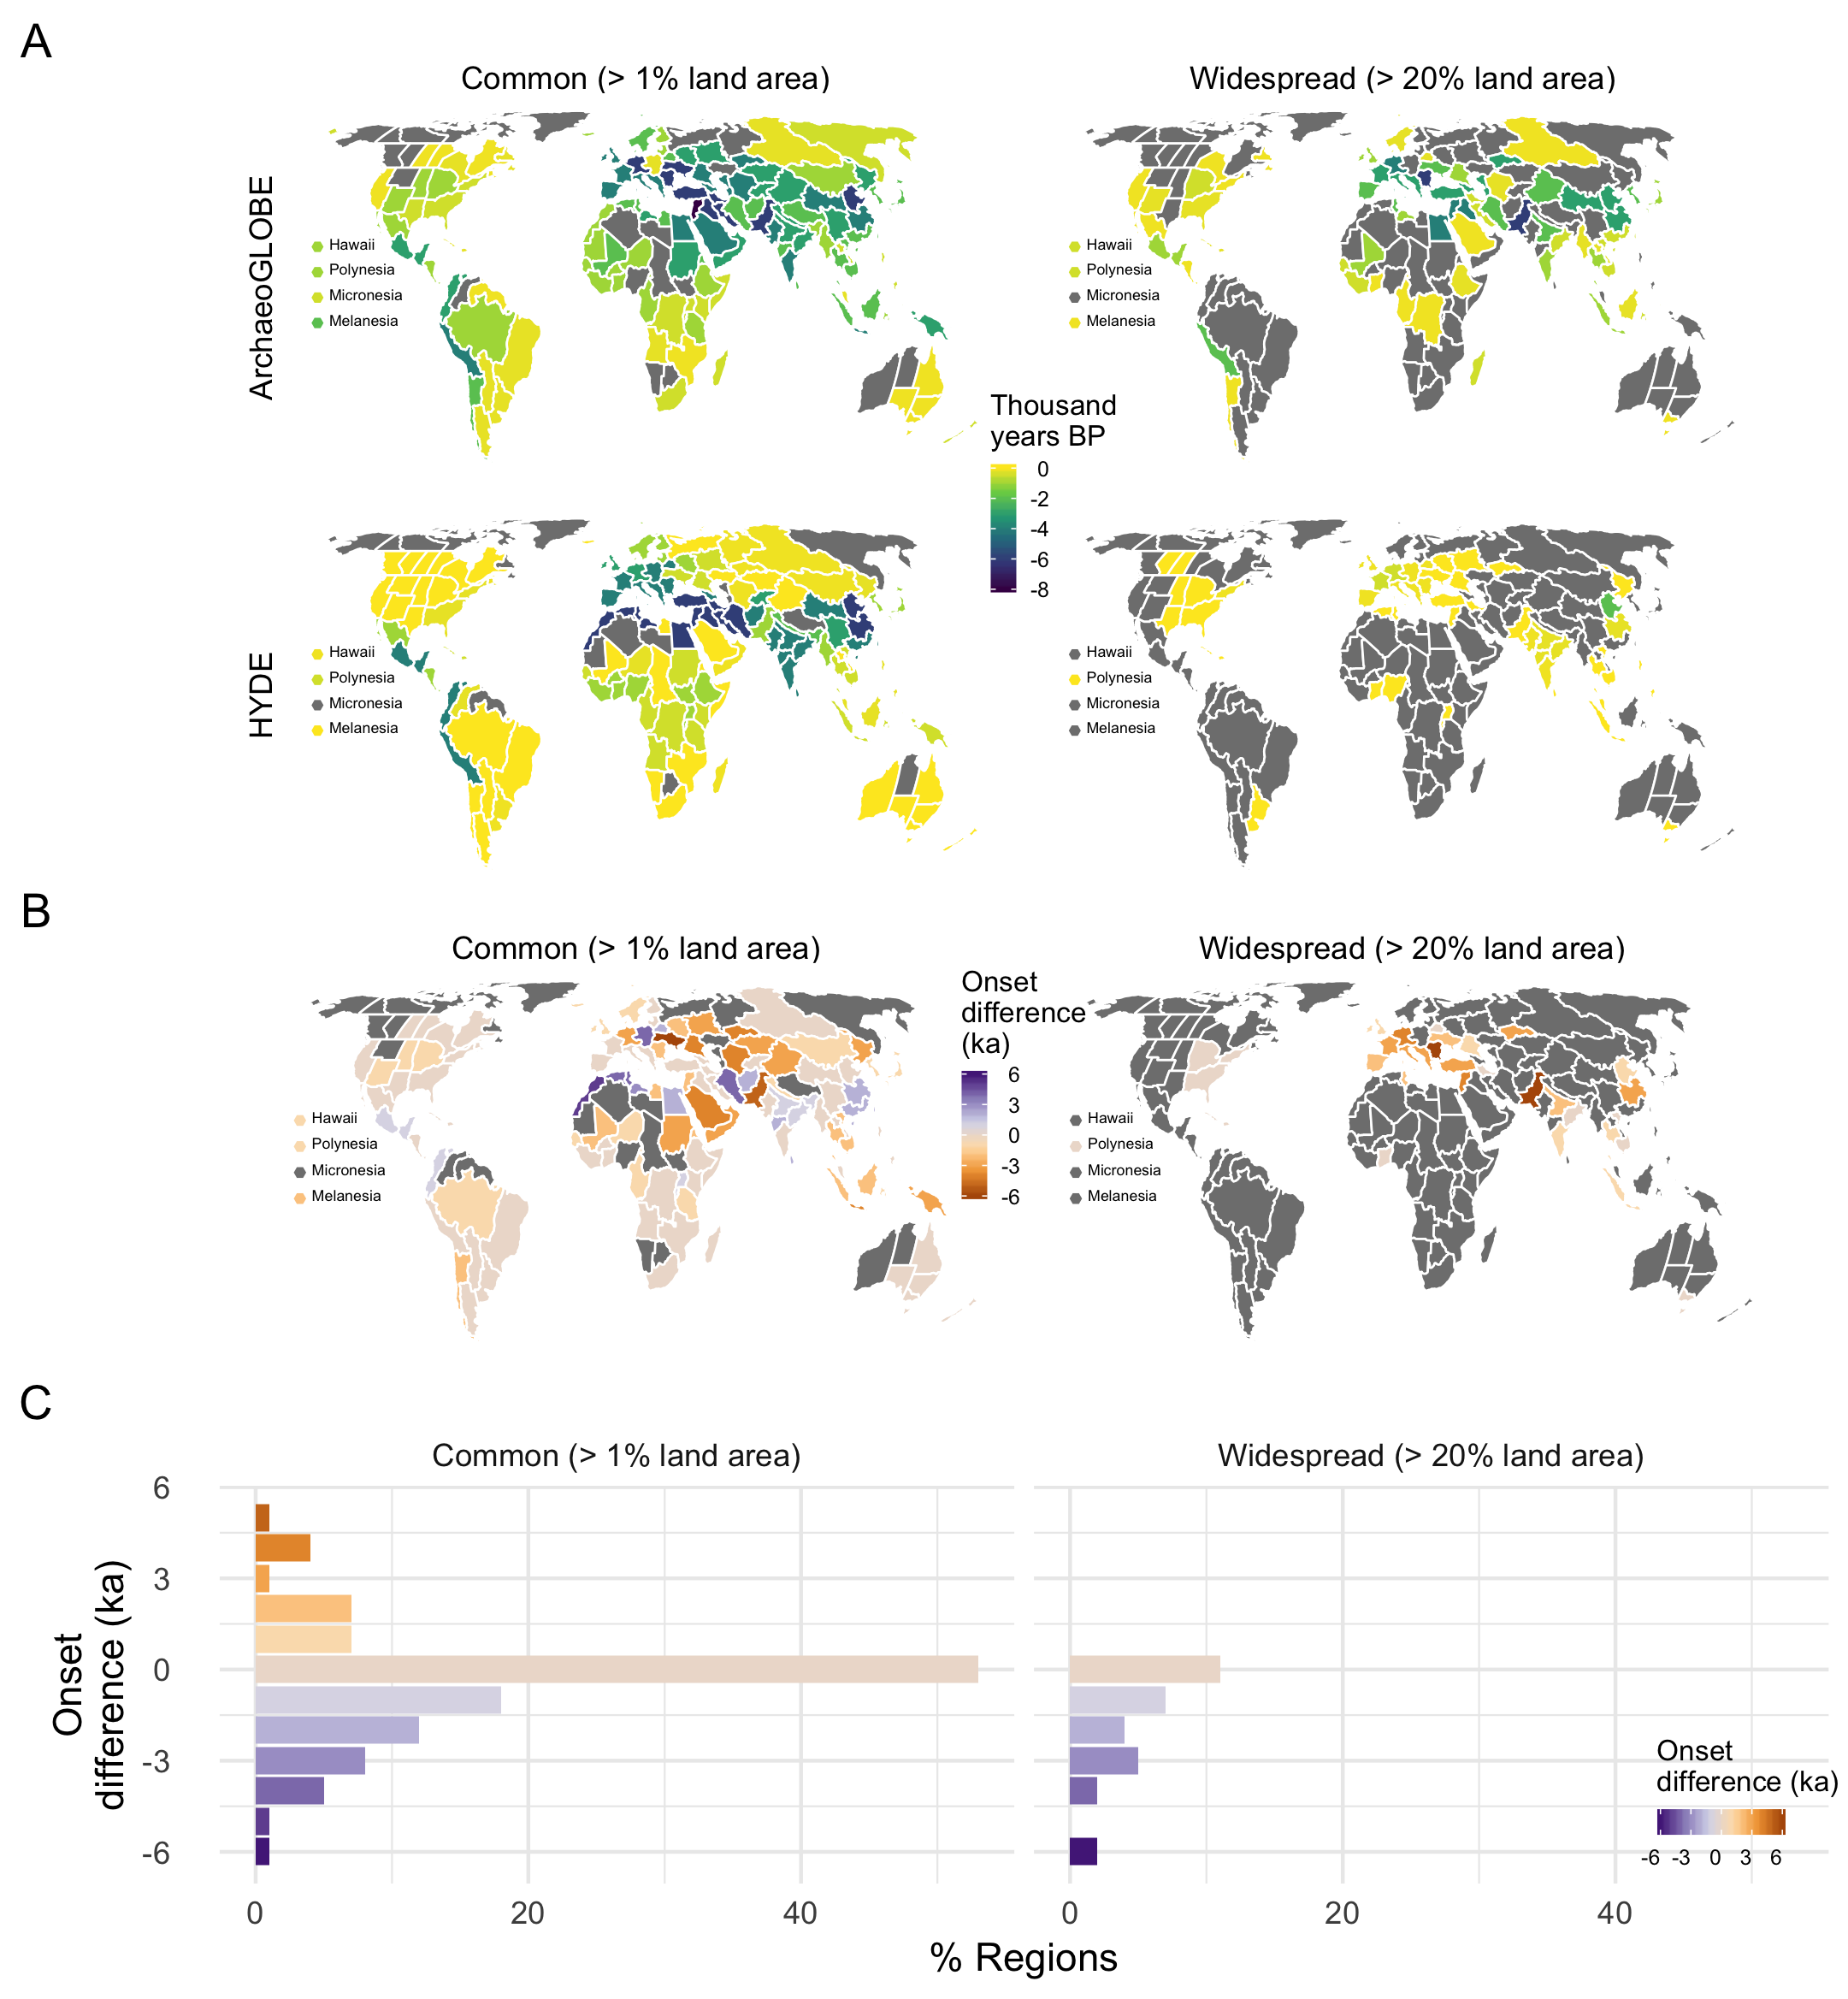 A
Common (> 1% land area)
Widespread (> 20% land area)
ArchaeoGLOBE
Hawaii
Polynesia
Micronesia
Melanesia
Hawaii
Polynesia
Micronesia
Melanesia
Thousand
years BP
0
-2
-4
-6
-8
HYDE
Hawaii
Polynesia
Micronesia
Melanesia
Hawaii
Polynesia
Micronesia
Melanesia
B
Common (> 1% land area)
Widespread (> 20% land area)
Hawaii
Polynesia
Micronesia
Melanesia
Onset
difference
(ka)
6
3
0
-3
-6
Hawaii
Polynesia
Micronesia
Melanesia
C
Common (> 1% land area)
Widespread (> 20% land area)
Onset
difference (ka)
6
3
0
-3
-6
Onset
difference (ka)
-6 -3 0 3 6
0 20 40
0 20 40
% Regions